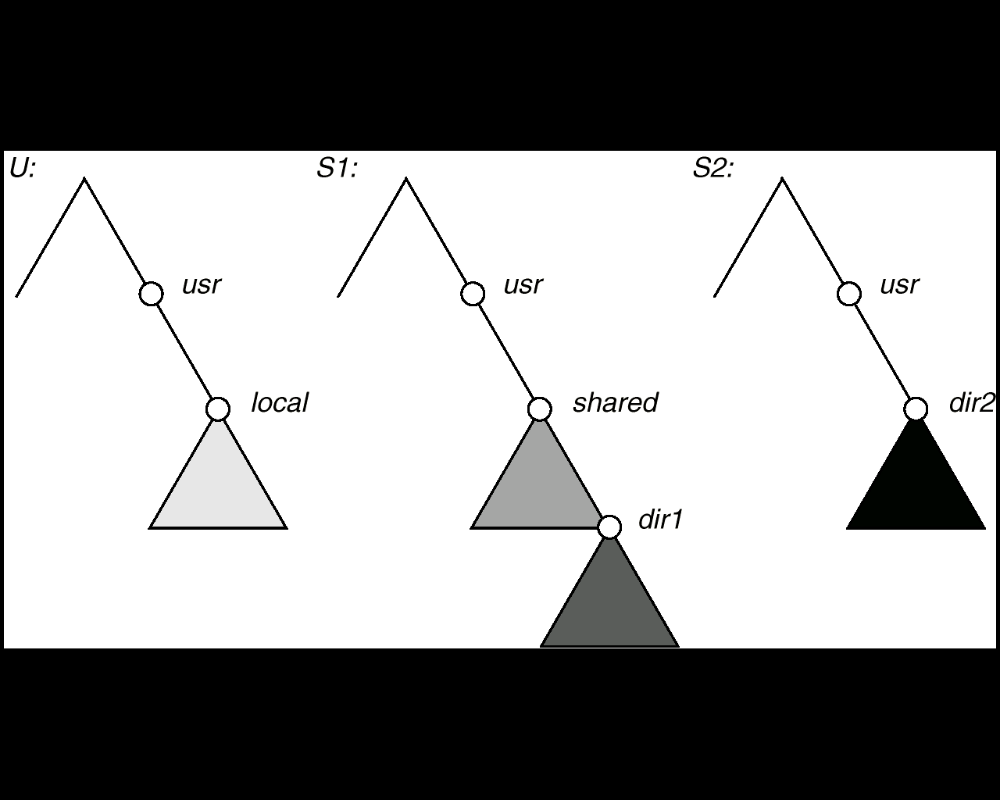 U:
usr
local
S1:
usr
shared
dir1
S2:
usr
dir2